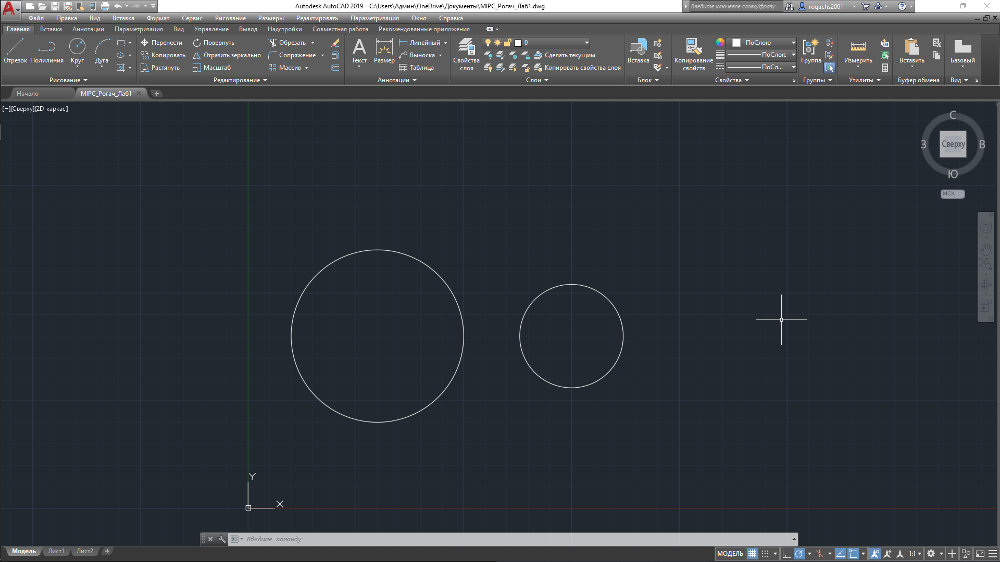 Autodesk AutoCAD 2019 C:\Users\Админ\OneDrive\Документы\MIPC_Рогач_Лаб1.dwg
Введите ключевое слово/фразу
rogachs2001
Файл Правка Вид Вставка Формат Сервис Рисование Размеры Редактировать Параметризация Окно Справка
Главная Вставка Аннотации Параметризация Вид Управление Вывод Надстройки Совместная работа Рекомендованные приложения
Отрезок Полилиния Круг Дуга
Рисование
Перенести Повернуть Обрезать
Копировать Отразить зеркально Сопряжение
Растянуть Масштаб Массив
Редактирование
Текст Размер
Линейный
Выноска
Таблица
Аннотации
Свойства слоя
0
Сделать текущим
Копировать свойства слоя
Слои
Вставка
Блок
Копирование свойств
ПоСлою
ПоСлою
ПоСл...
Свойства
Группа
Группы
Измерить
Утилиты
Вставить
Буфер обмена
Базовый
Вид
Начало MIPC_Рогач_Лаб1
[−][Сверху][2D-каркас]
С
З Сверху В
Ю
МСК
Y
X
Введите команду
Модель Лист1 Лист2
МОДЕЛЬ 1:1